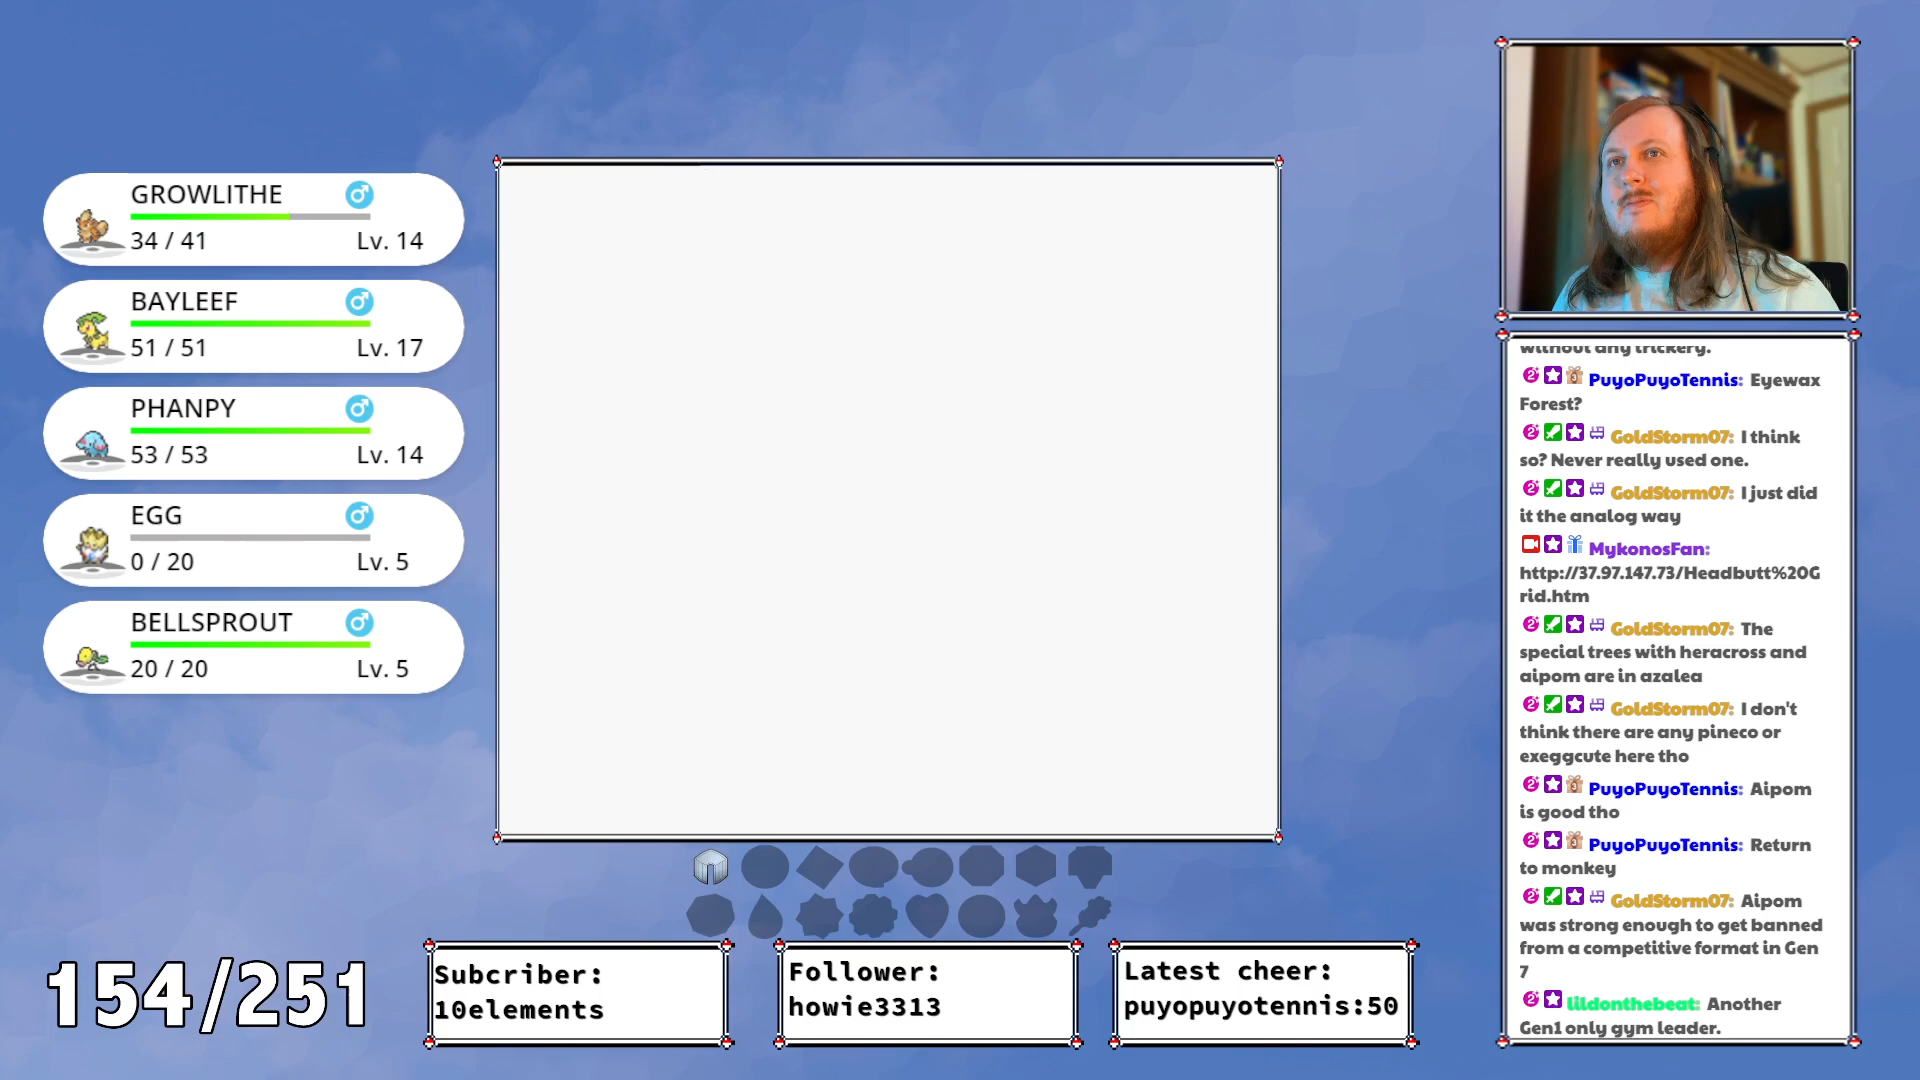 GROWLITHE
34 / 41 Lv. 14
BAYLEEF
51 / 51 Lv. 17
PHANPY
53 / 53 Lv. 14
EGG
0 / 20 Lv. 5
BELLSPROUT
20 / 20 Lv. 5
154/251
Subcriber:
10elements
Follower:
howie3313
Latest cheer:
puyopuyotennis:50
without any trickery.
PuyoPuyoTennis: Eyewax
Forest?
GoldStorm07: I think
so? Never really used one.
GoldStorm07: I just did
it the analog way
MykonosFan:
http://37.97.147.73/Headbutt%20G
rid.htm
GoldStorm07: The
special trees with heracross and
aipom are in azalea
GoldStorm07: I don't
think there are any pineco or
exeggcute here tho
PuyoPuyoTennis: Aipom
is good tho
PuyoPuyoTennis: Return
to monkey
GoldStorm07: Aipom
was strong enough to get banned
from a competitive format in Gen
7
lildonthebeat: Another
Gen1 only gym leader.